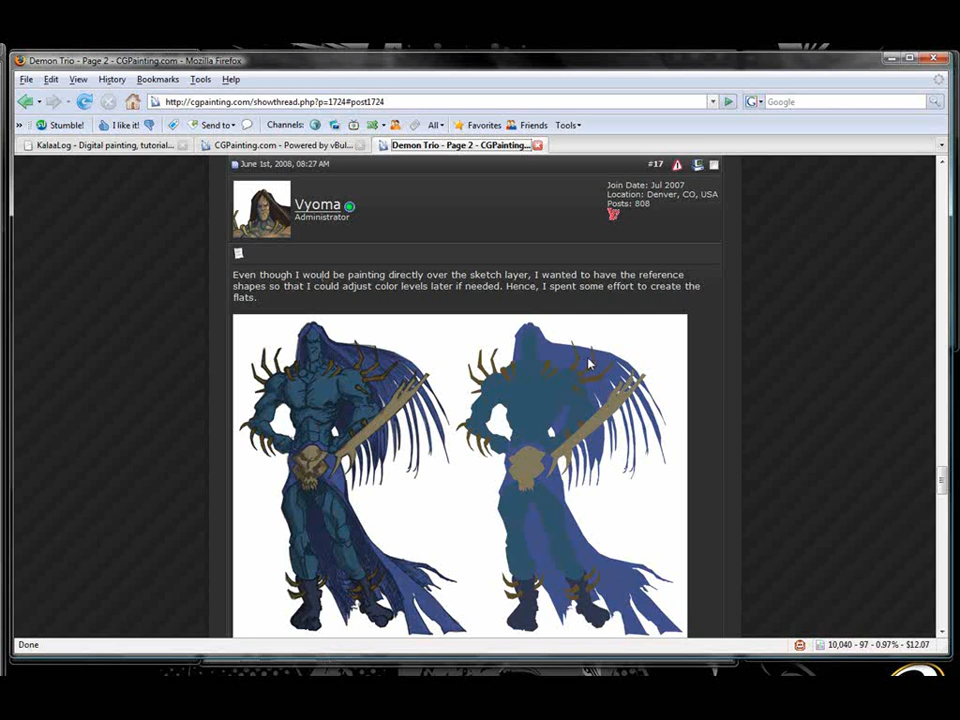 Demon Trio - Page 2 - CGPainting.com - Mozilla Firefox
File Edit View History Bookmarks Tools Help
http://cgpainting.com/showthread.php?p=1724#post1724
Google
» Stumble! I like it! Send to Channels: All Favorites Friends Tools
KalaaLog - Digital painting, tutorial... CGPainting.com - Powered by vBul... Demon Trio - Page 2 - CGPainting...
June 1st, 2008, 08:27 AM #17
Vyoma
Administrator
Join Date: Jul 2007
Location: Denver, CO, USA
Posts: 808
Even though I would be painting directly over the sketch layer, I wanted to have the reference
shapes so that I could adjust color levels later if needed. Hence, I spent some effort to create the
flats.
Done 10,040 - 97 - 0.97% - $12.07